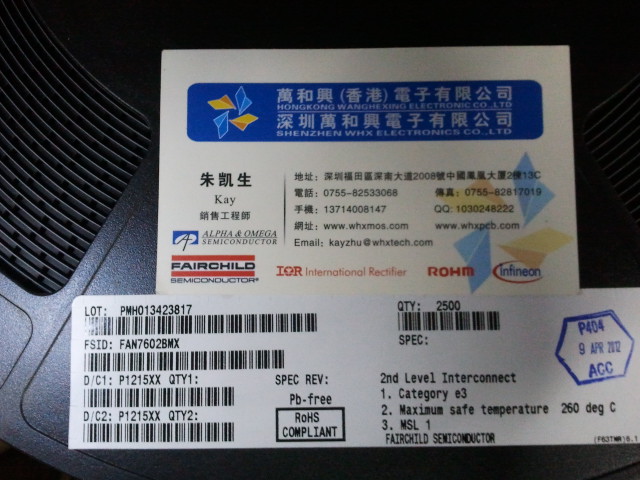 萬和興(香港)電子有限公司
HONGKONG WANGHEXING ELECTRONIC CO.,LTD
深圳萬和興電子有限公司
SHENZHEN WHX ELECTRONICS CO.,LTD
朱凯生
Kay
銷售工程師
地址：深圳福田區深南大道2008號中國鳳凰大厦2棟13C
電話：0755-82533068 傳真：0755-82817019
手機：13714008147 QQ: 1030248222
網址：www.whxmos.com www.whxpcb.com
Email: kayzhu@whxtech.com
ALPHA & OMEGA
SEMICONDUCTOR
FAIRCHILD
SEMICONDUCTOR®
IOR International Rectifier
ROHM
infineon
LOT: PMH013423817
QTY: 2500
FSID: FAN7602BMX
SPEC:
D/C1: P1215XX QTY1:
SPEC REV:
D/C2: P1215XX QTY2:
Pb-free
RoHS
COMPLIANT
2nd Level Interconnect
1. Category e3
2. Maximum safe temperature 260 deg C
3. MSL 1
FAIRCHILD SEMICONDUCTOR
P404
9 APR 2012
ACC